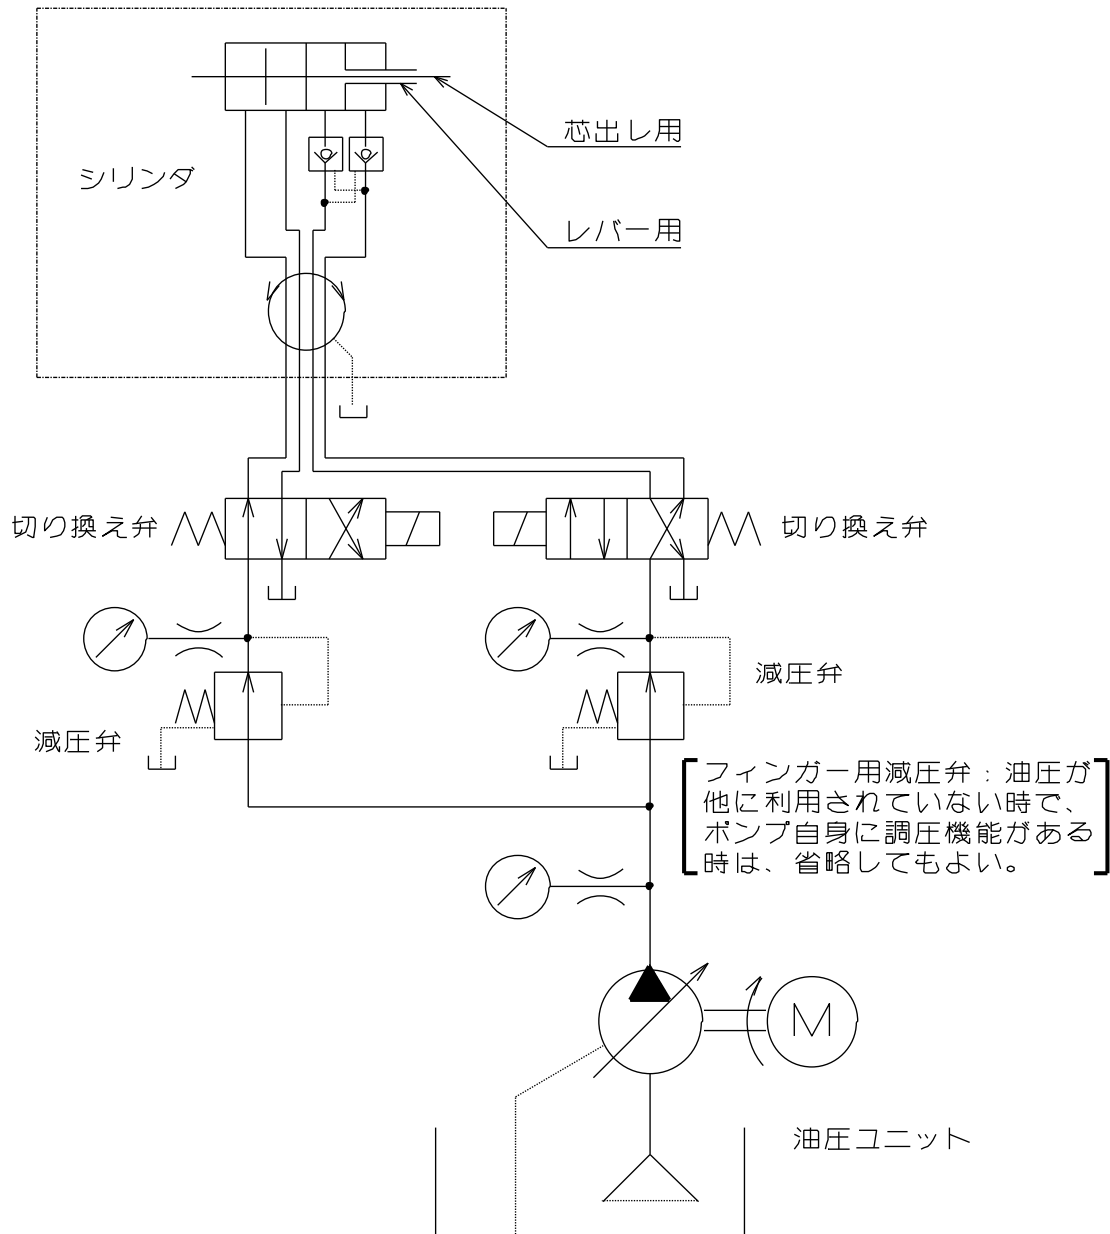 芯出し用
シリンダ
レバー用
切り換え弁
切り換え弁
減圧弁
減圧弁
フィンガー用減圧弁：油圧が
他に利用されていない時で、
ポンプ自身に調圧機能がある
時は、省略してもよい。
M
油圧ユニット